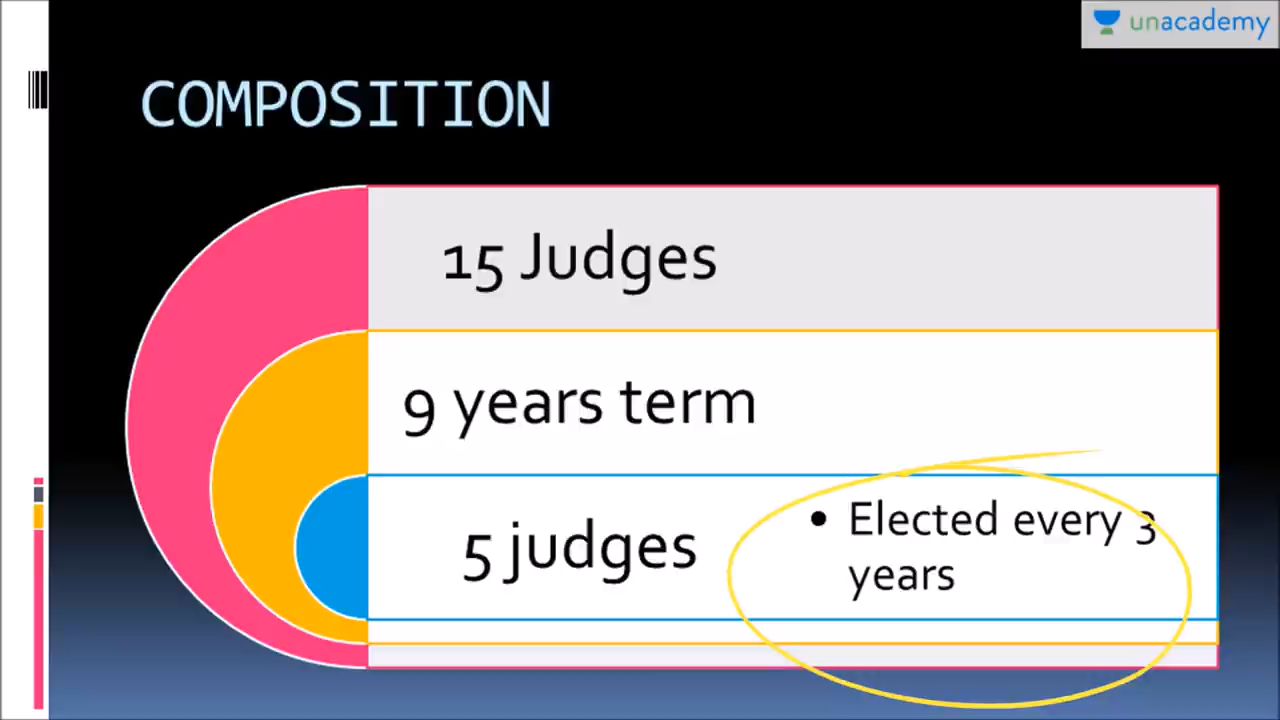 unacademy
COMPOSITION
15 Judges
9 years term
5 judges
• Elected every 3
years